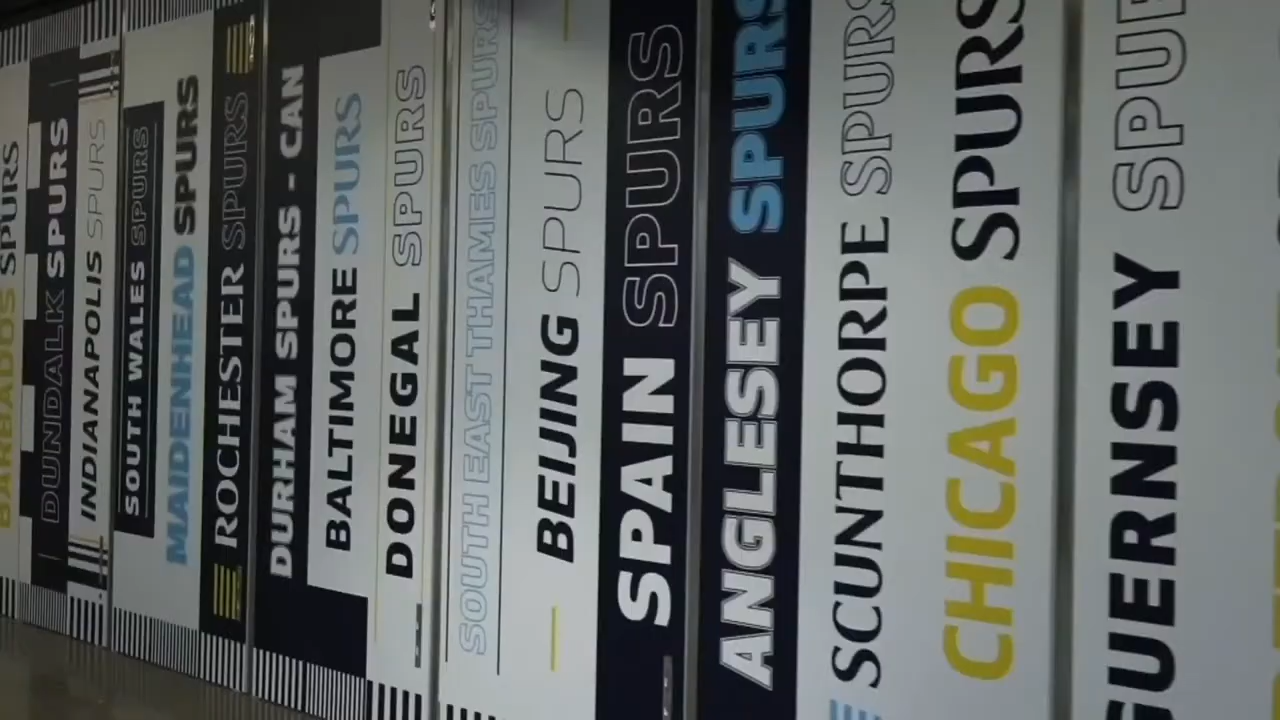 BARBADOS SPURS
DUNDALK SPURS
INDIANAPOLIS SPURS
SOUTH WALES SPURS
MAIDENHEAD SPURS
ROCHESTER SPURS
DURHAM SPURS - CAN
BALTIMORE SPURS
DONEGAL SPURS
SOUTH EAST THAMES SPURS
BEIJING SPURS
SPAIN SPURS
ANGLESEY SPURS
SCUNTHORPE SPURS
CHICAGO SPURS
GUERNSEY SPUR